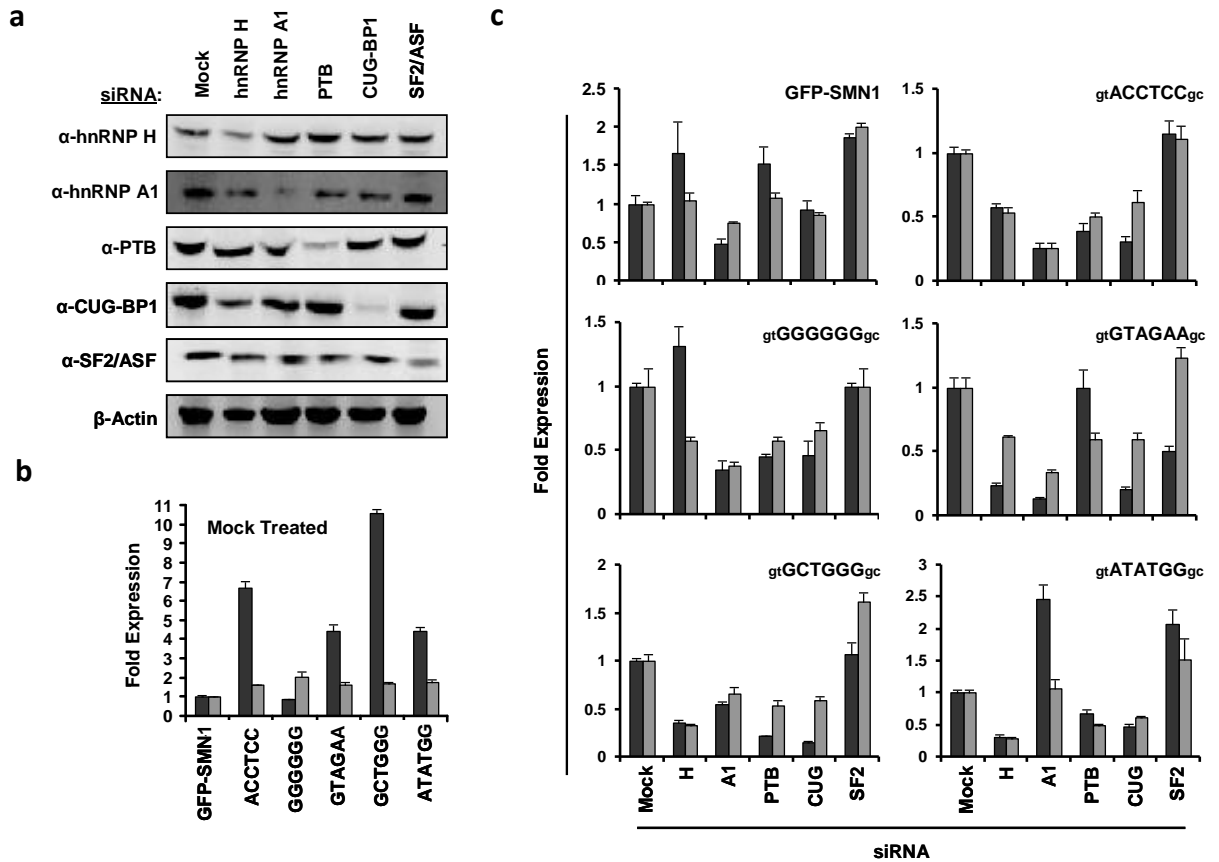 a
siRNA:
Mock
hnRNP H
hnRNP A1
PTB
CUG-BP1
SF2/ASF
α-hnRNP H
α-hnRNP A1
α-PTB
α-CUG-BP1
α-SF2/ASF
β-Actin
b
Mock Treated
Fold Expression
11
10
9
8
7
6
5
4
3
2
1
0
GFP-SMN1
ACCTCC
GGGGGG
GTAGAA
GCTGGG
ATATGG
c
Fold Expression
GFP-SMN1
2.5
2
1.5
1
0.5
0
gtACCTCCgc
1.5
1
0.5
0
gtGGGGGGgc
1.5
1
0.5
0
gtGTAGAAgc
1.5
1
0.5
0
gtGCTGGGgc
2
1.5
1
0.5
0
gtATATGGgc
3
2.5
2
1.5
1
0.5
0
Mock
H
A1
PTB
CUG
SF2
Mock
H
A1
PTB
CUG
SF2
siRNA